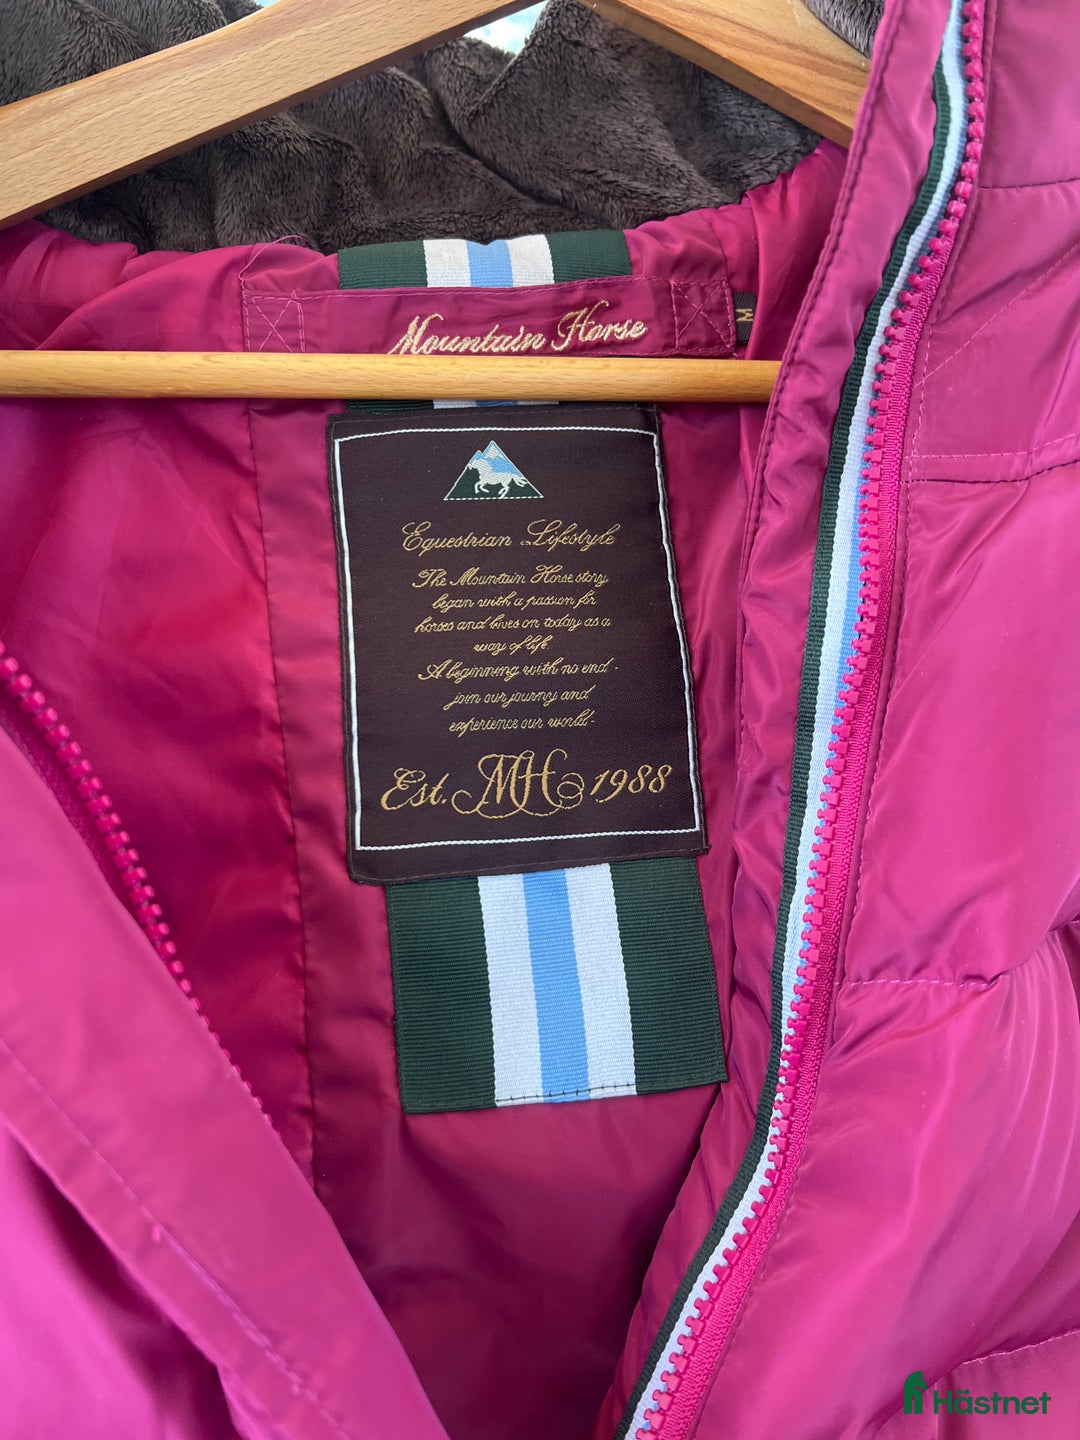 Mountain Horse
M
Equestrian Lifestyle
The Mountain Horse story
began with a passion for
horses and lives on today as a
way of life.
A beginning with no end -
join our journey and
experience our world -
Est. MH 1988
Hästnet